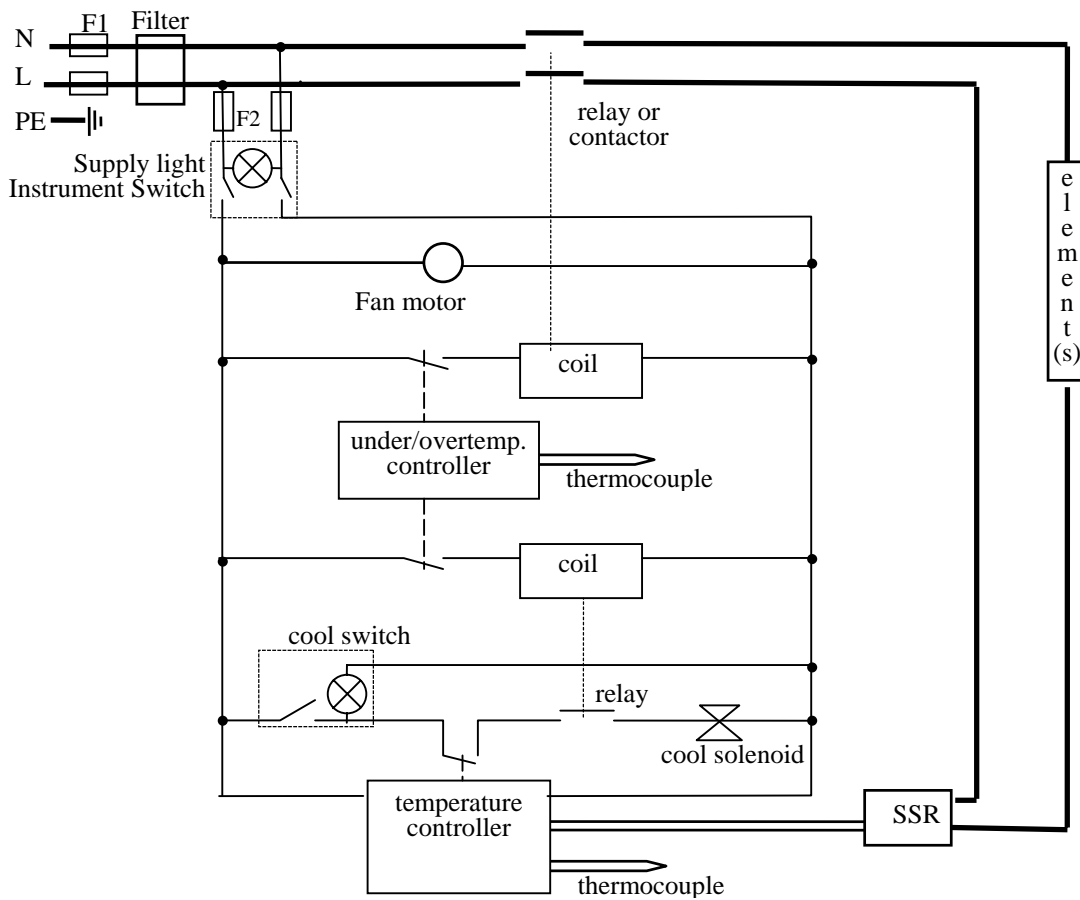 F1
Filter
N
L
PE
F2
relay or
contactor
Supply light
Instrument Switch
e
l
e
m
e
n
t
(s)
Fan motor
coil
under/overtemp.
controller
thermocouple
coil
cool switch
relay
cool solenoid
temperature
controller
SSR
thermocouple